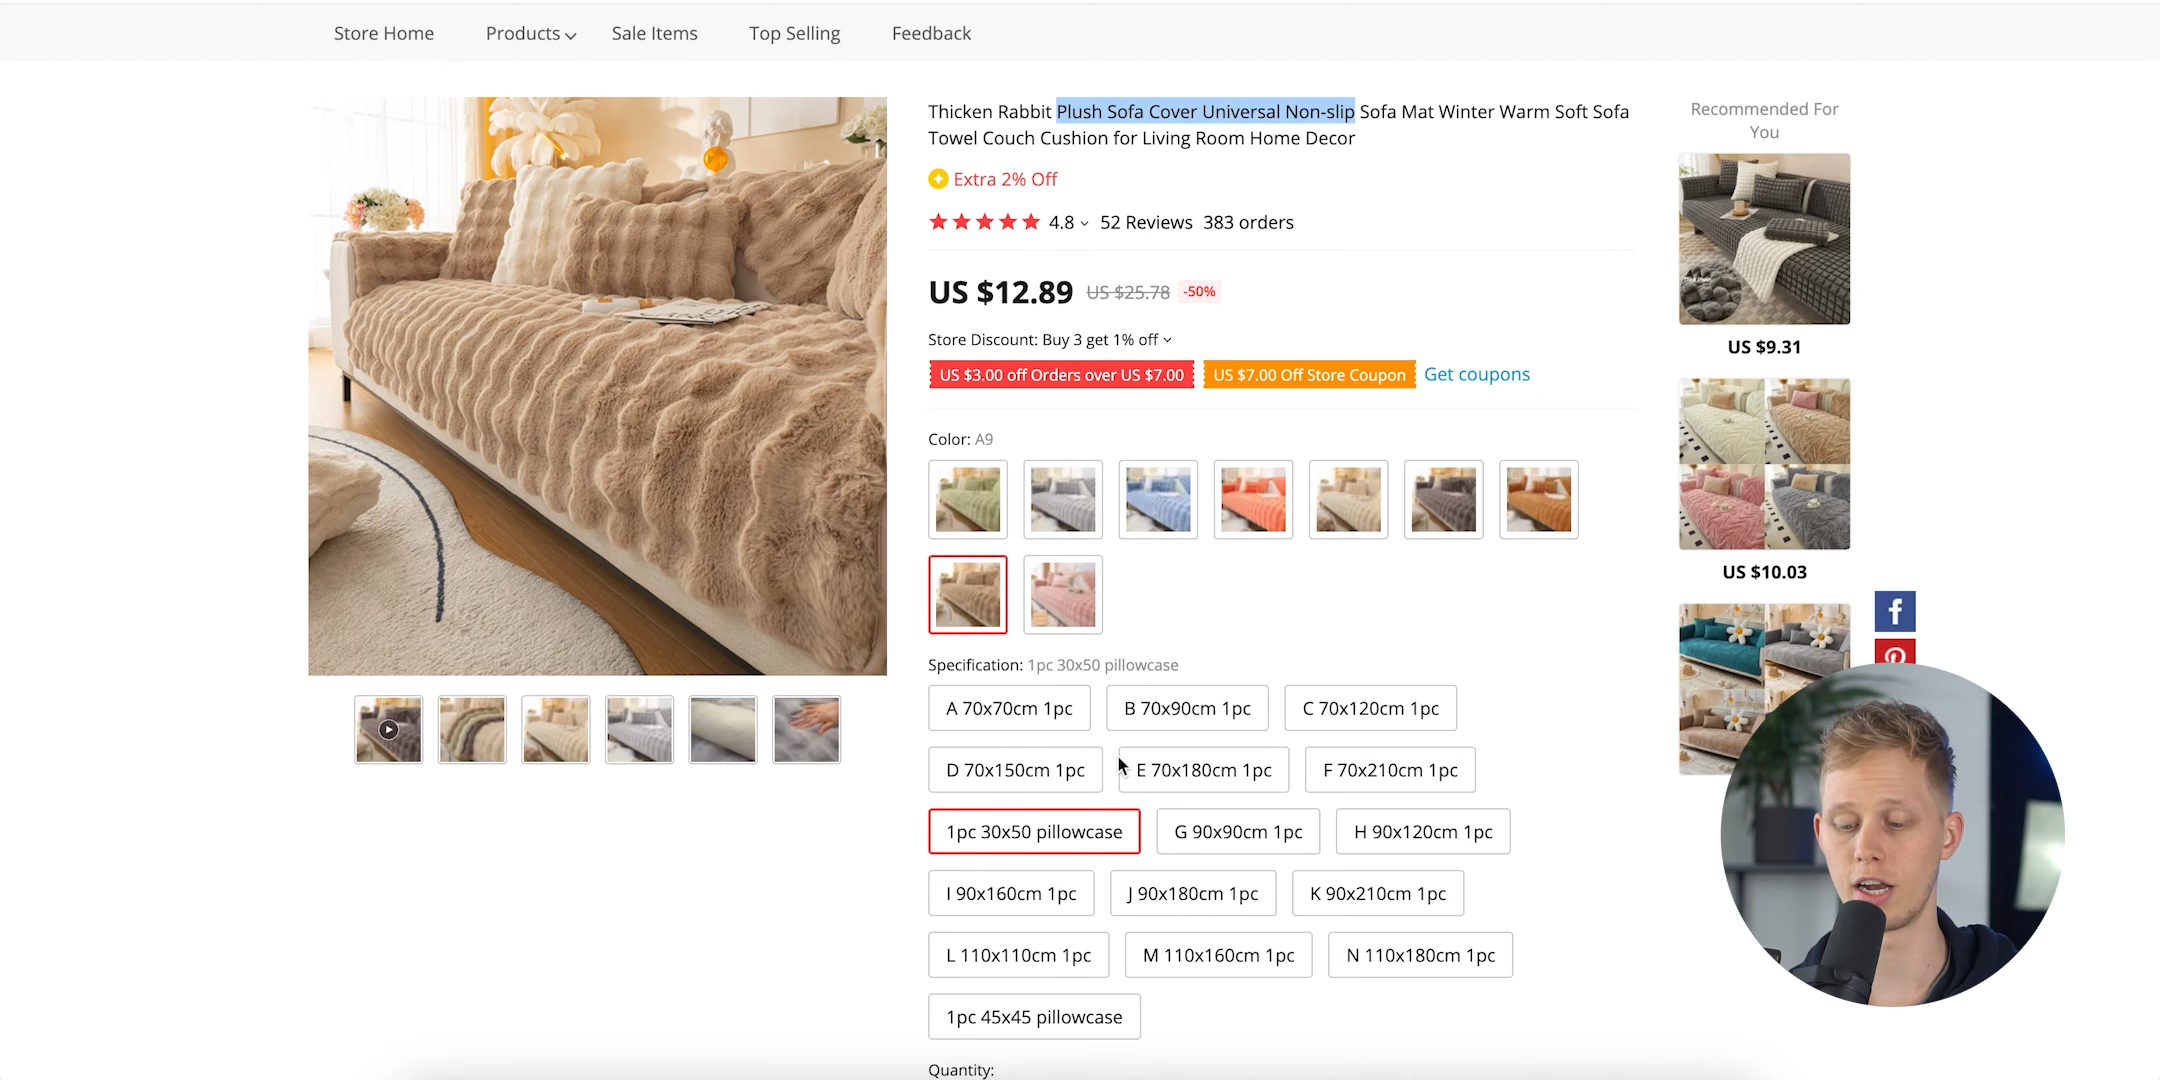 Store Home Products Sale Items Top Selling Feedback
Thicken Rabbit Plush Sofa Cover Universal Non-slip Sofa Mat Winter Warm Soft Sofa
Towel Couch Cushion for Living Room Home Decor
Extra 2% Off
4.8 52 Reviews 383 orders
US $12.89 US $25.78 -50%
Store Discount: Buy 3 get 1% off
US $3.00 off Orders over US $7.00 US $7.00 Off Store Coupon Get coupons
Color: A9
Specification: 1pc 30x50 pillowcase
A 70x70cm 1pc B 70x90cm 1pc C 70x120cm 1pc
D 70x150cm 1pc E 70x180cm 1pc F 70x210cm 1pc
1pc 30x50 pillowcase G 90x90cm 1pc H 90x120cm 1pc
I 90x160cm 1pc J 90x180cm 1pc K 90x210cm 1pc
L 110x110cm 1pc M 110x160cm 1pc N 110x180cm 1pc
1pc 45x45 pillowcase
Quantity:
Recommended For
You
US $9.31
US $10.03